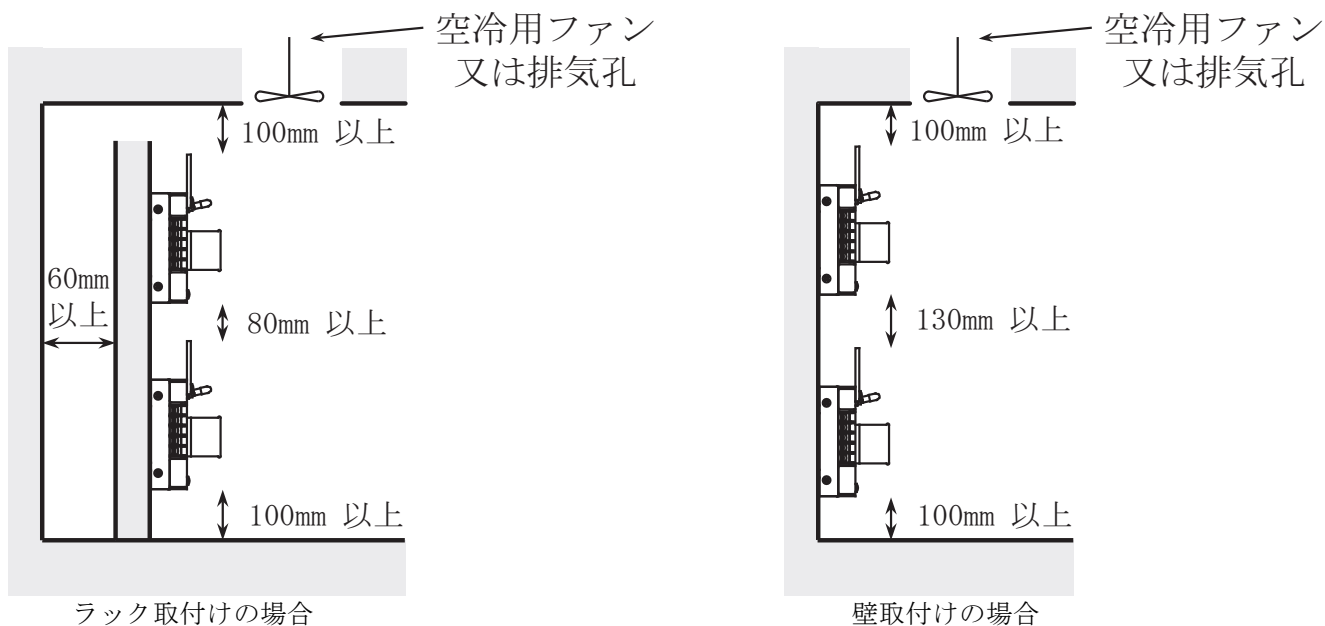 空冷用ファン
又は排気孔
100mm 以上
60mm
以上
80mm 以上
100mm 以上
ラック取付けの場合
空冷用ファン
又は排気孔
100mm 以上
130mm 以上
100mm 以上
壁取付けの場合